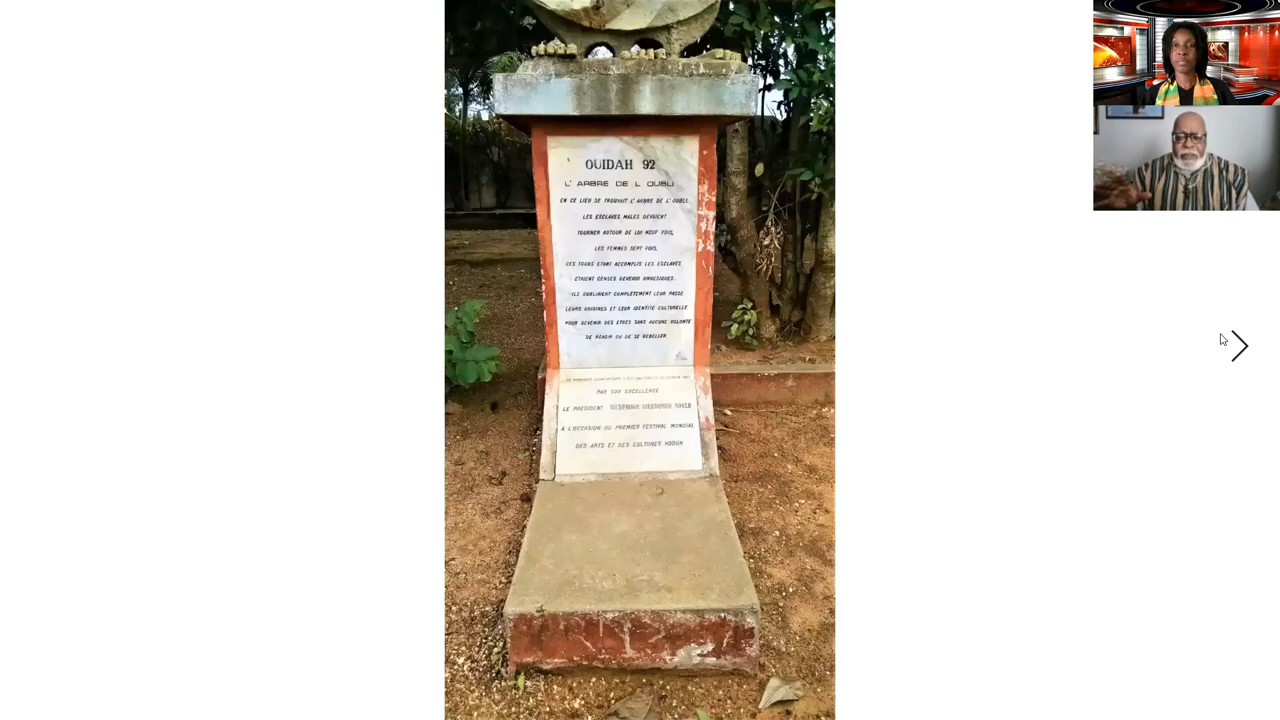 OUIDAH 92
L'ARBRE DE L OUBLI
EN CE LIEU SE TROUVAIT L'ARBRE DE L'OUBLI.
LES ESCLAVES MALES DEVAIENT
TOURNER AUTOUR DE LUI NEUF FOIS,
LES FEMMES SEPT FOIS,
CES TOURS ETANT ACCOMPLIS LES ESCLAVES
ETAIENT CENSES DEVENIR AMNESIQUES.
ILS OUBLIAIENT COMPLÈTEMENT LEUR PASSE
LEURS ORIGINES ET LEUR IDENTITE CULTURELLE
POUR DEVENIR DES ETRES SANS AUCUNE VOLONTE
DE REAGIR OU DE SE REBELLER
PAR SON EXCELLENCE
LE PRESIDENT NICEPHORE DIEUDONNE SOGLO
A L'OCCASION DU PREMIER FESTIVAL MONDIAL
DES ARTS ET DES CULTURES VODUN